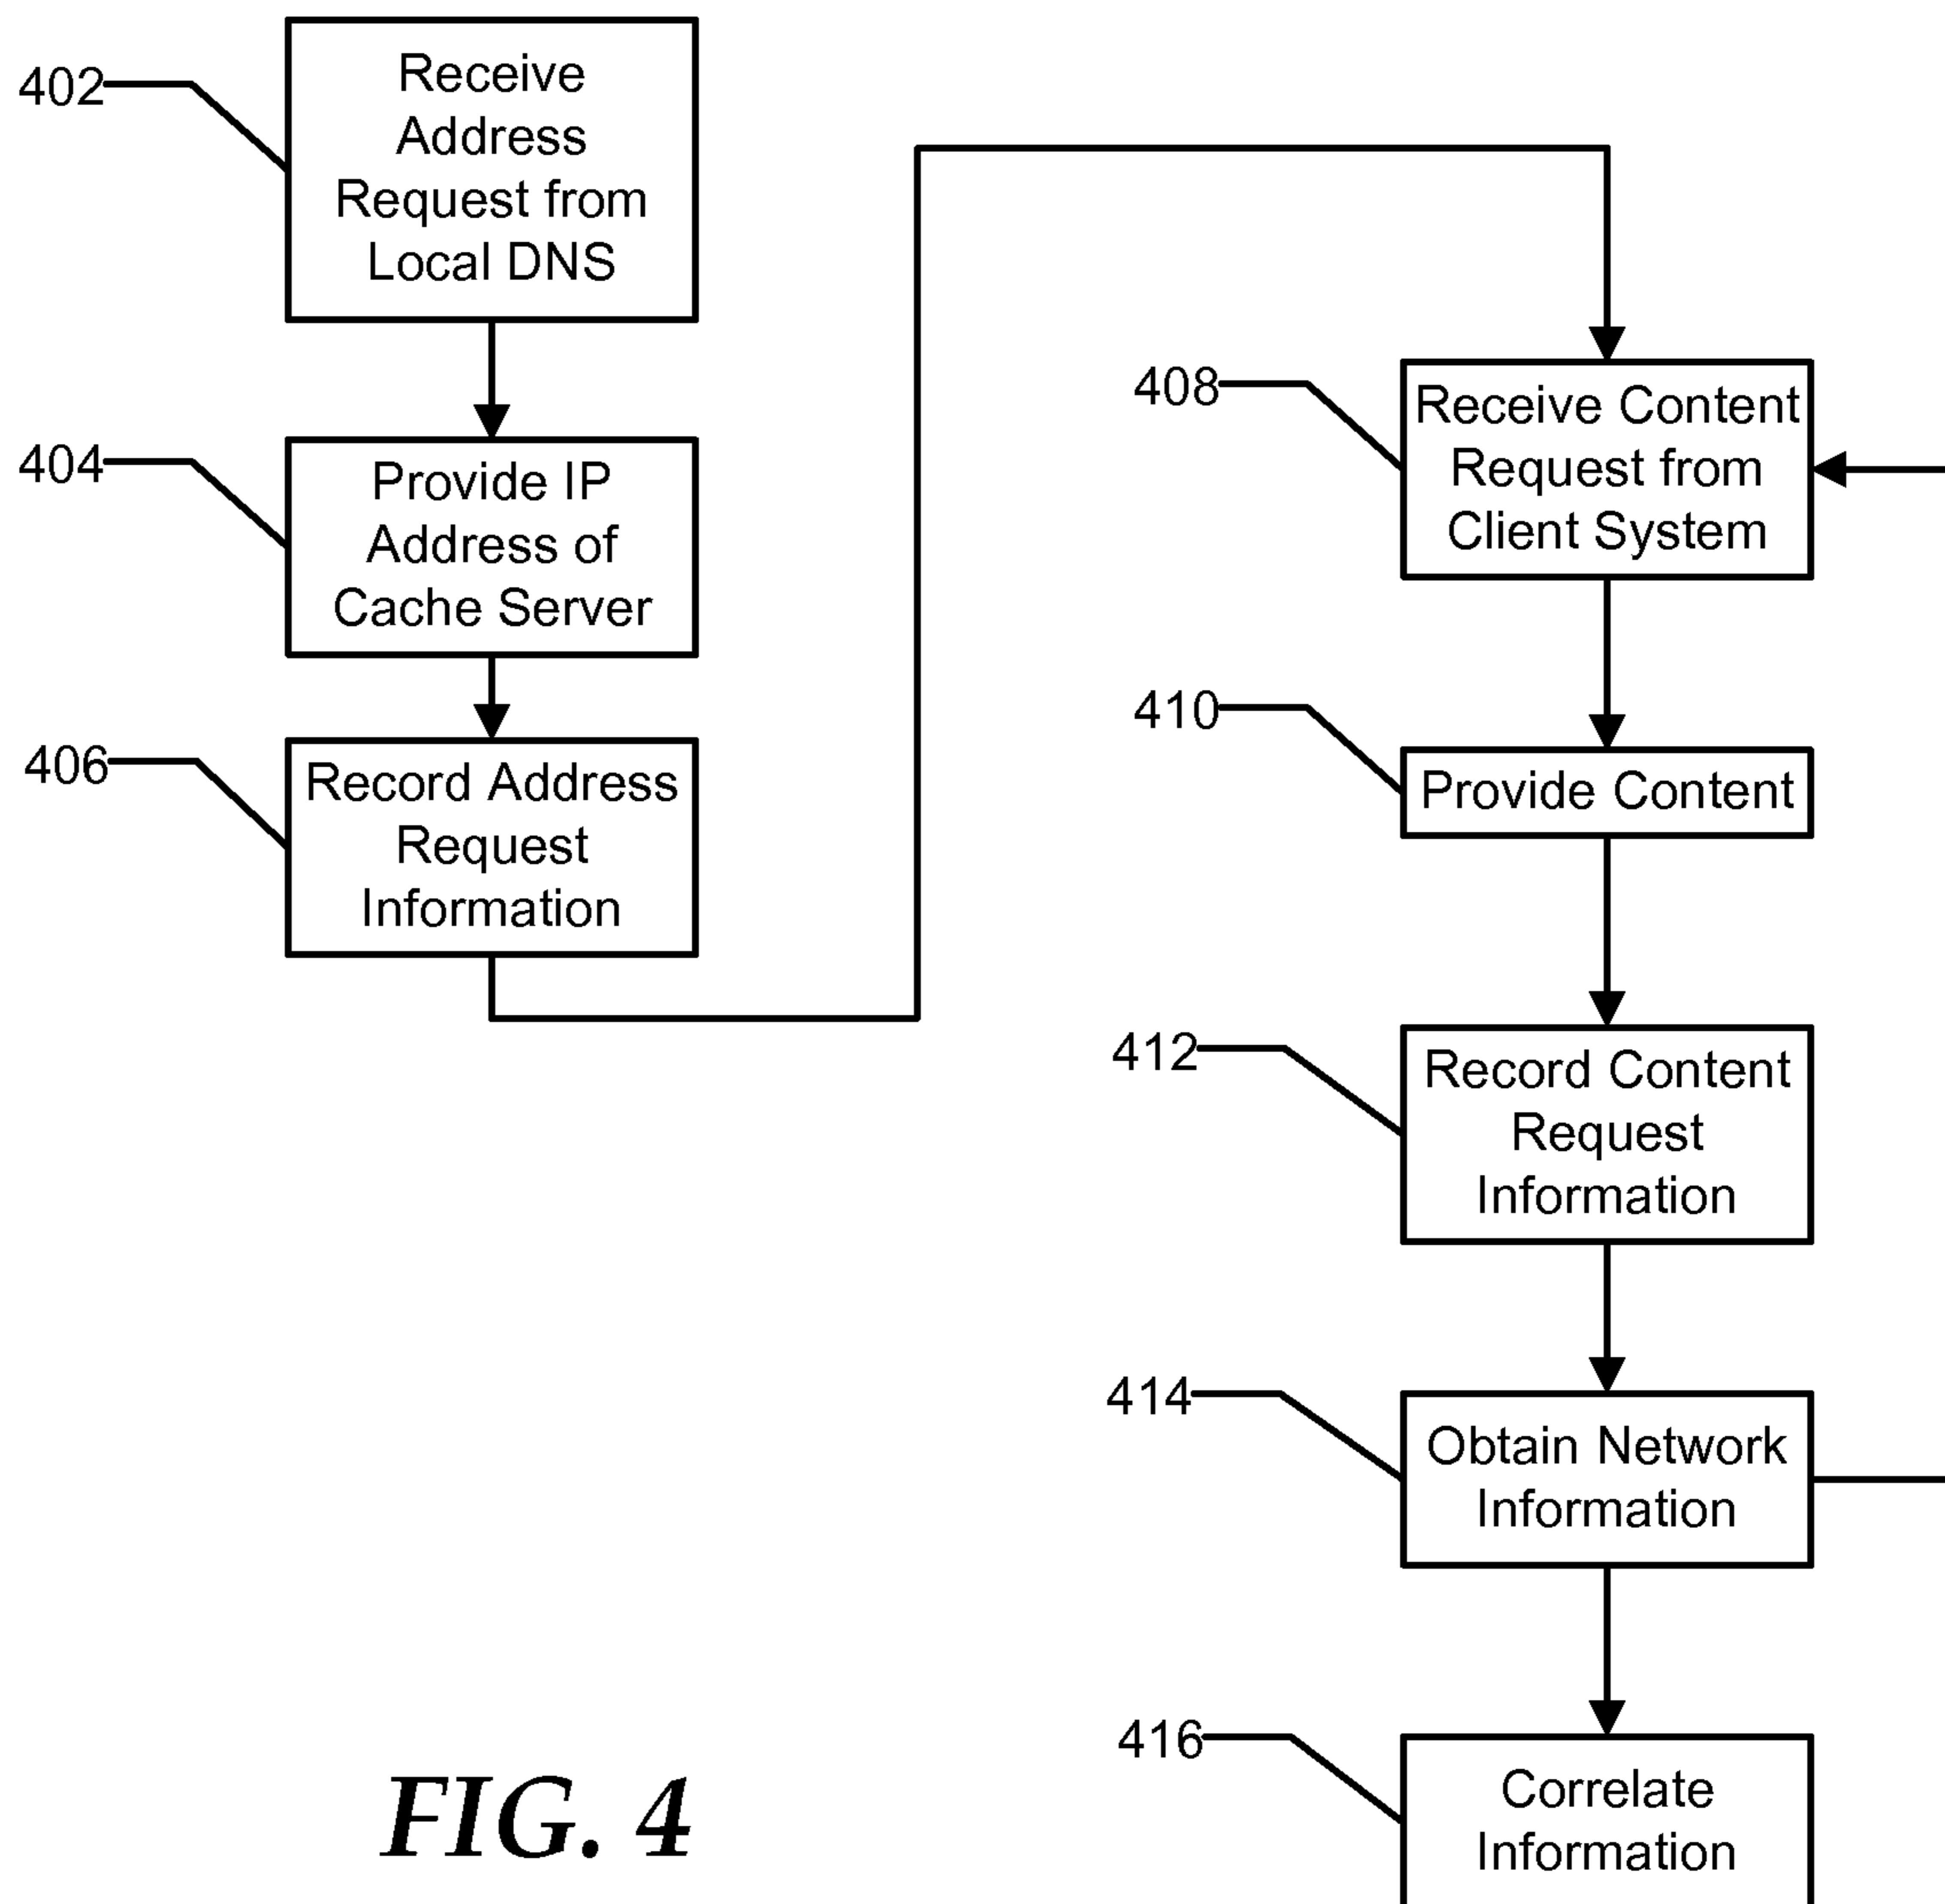 402
Receive
Address
Request from
Local DNS
404
Provide IP
Address of
Cache Server
406
Record Address
Request
Information
408
Receive Content
Request from
Client System
410
Provide Content
412
Record Content
Request
Information
414
Obtain Network
Information
416
Correlate
Information
FIG. 4